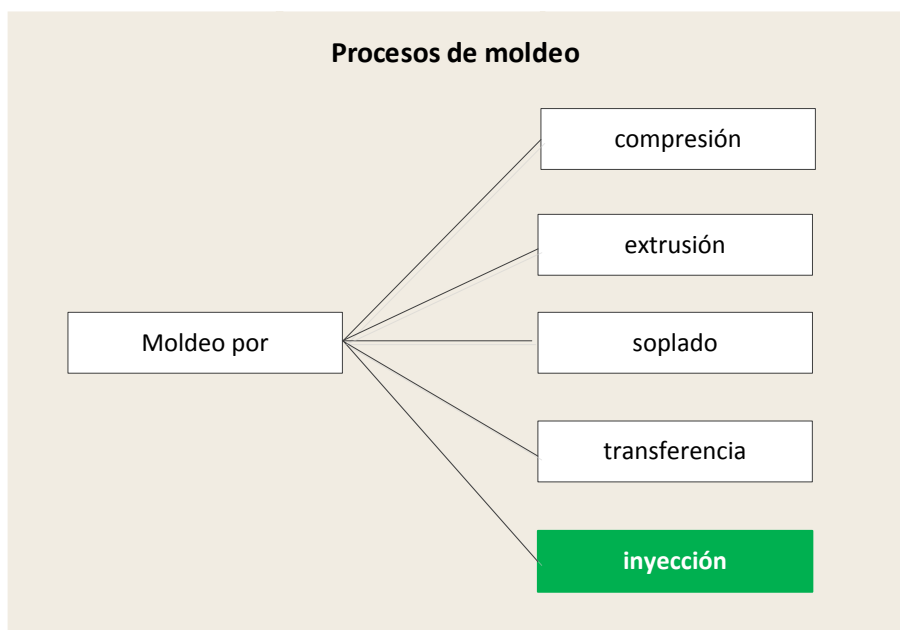 Procesos de moldeo
compresión
extrusión
Moldeo por
soplado
transferencia
inyección